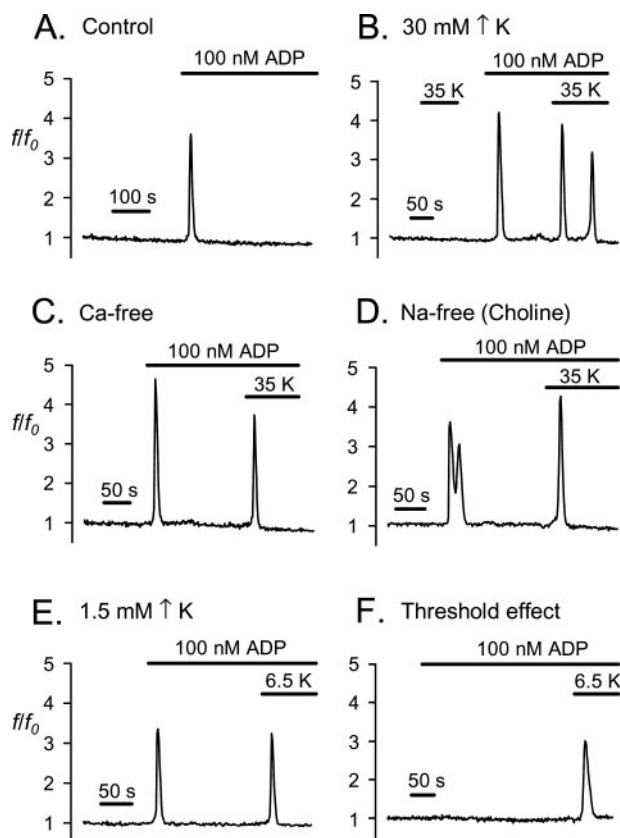 A. Control
100 nM ADP
5
4
f/f0
3
2
1
100 s
B. 30 mM ↑ K
100 nM ADP
35 K
35 K
5
4
3
2
1
50 s
C. Ca-free
100 nM ADP
35 K
5
4
f/f0
3
2
1
50 s
D. Na-free (Choline)
100 nM ADP
35 K
5
4
3
2
1
50 s
E. 1.5 mM ↑ K
100 nM ADP
6.5 K
5
4
f/f0
3
2
1
50 s
F. Threshold effect
100 nM ADP
6.5 K
5
4
3
2
1
50 s